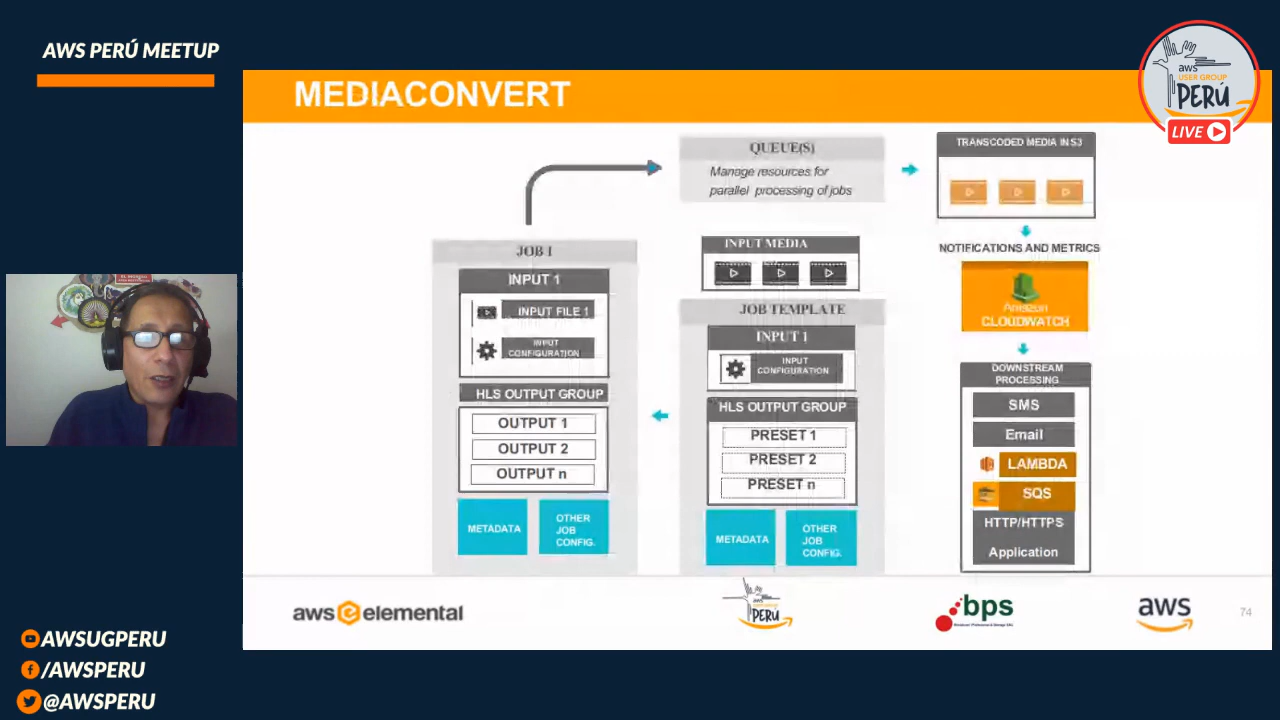 AWS PERÚ MEETUP
aws
USER GROUP
PERÚ
LIVE
MEDIACONVERT
QUEUE(S)
Manage resources for
parallel processing of jobs
TRANSCODED MEDIA IN S3
NOTIFICATIONS AND METRICS
Amazon
CLOUDWATCH
DOWNSTREAM
PROCESSING
SMS
Email
LAMBDA
SQS
HTTP/HTTPS
Application
JOB 1
INPUT 1
INPUT FILE 1
INPUT
CONFIGURATION
HLS OUTPUT GROUP
OUTPUT 1
OUTPUT 2
OUTPUT n
METADATA
OTHER
JOB
CONFIG.
INPUT MEDIA
JOB TEMPLATE
INPUT 1
INPUT
CONFIGURATION
HLS OUTPUT GROUP
PRESET 1
PRESET 2
PRESET n
METADATA
OTHER
JOB
CONFIG.
aws elemental
aws
PERÚ
bps
aws
74
AWSUGPERU
/AWSPERU
@AWSPERU